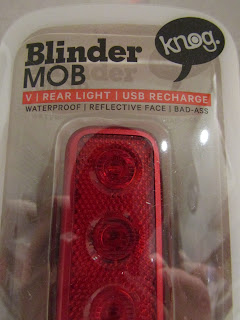 Blinder
MOB
knog.
V | REAR LIGHT | USB RECHARGE
WATERPROOF | REFLECTIVE FACE | BAD-ASS